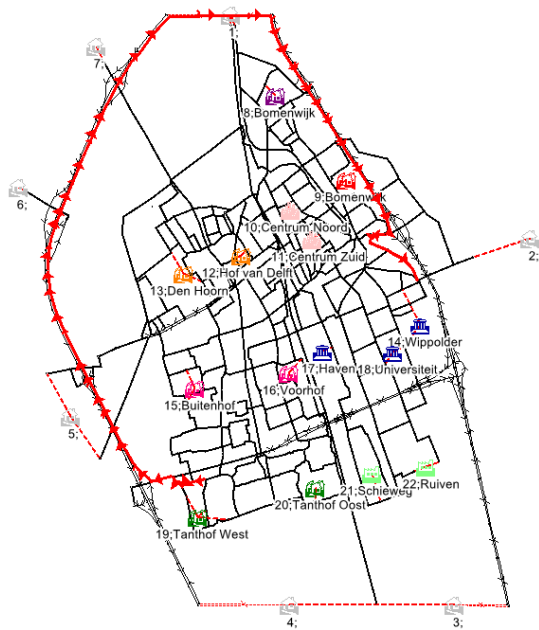 1;
7;
8;Bomenwijk
9;Bomenwijk
6;
10;Centrum Noord
11;Centrum Zuid
2;
12;Hof van Delft
13;Den Hoorn
14;Wippolder
17;Haven
18;Universiteit
16;Voorhof
15;Buitenhof
5;
22;Ruiven
21;Schieweg
20;Tanthof Oost
19;Tanthof West
4;
3;